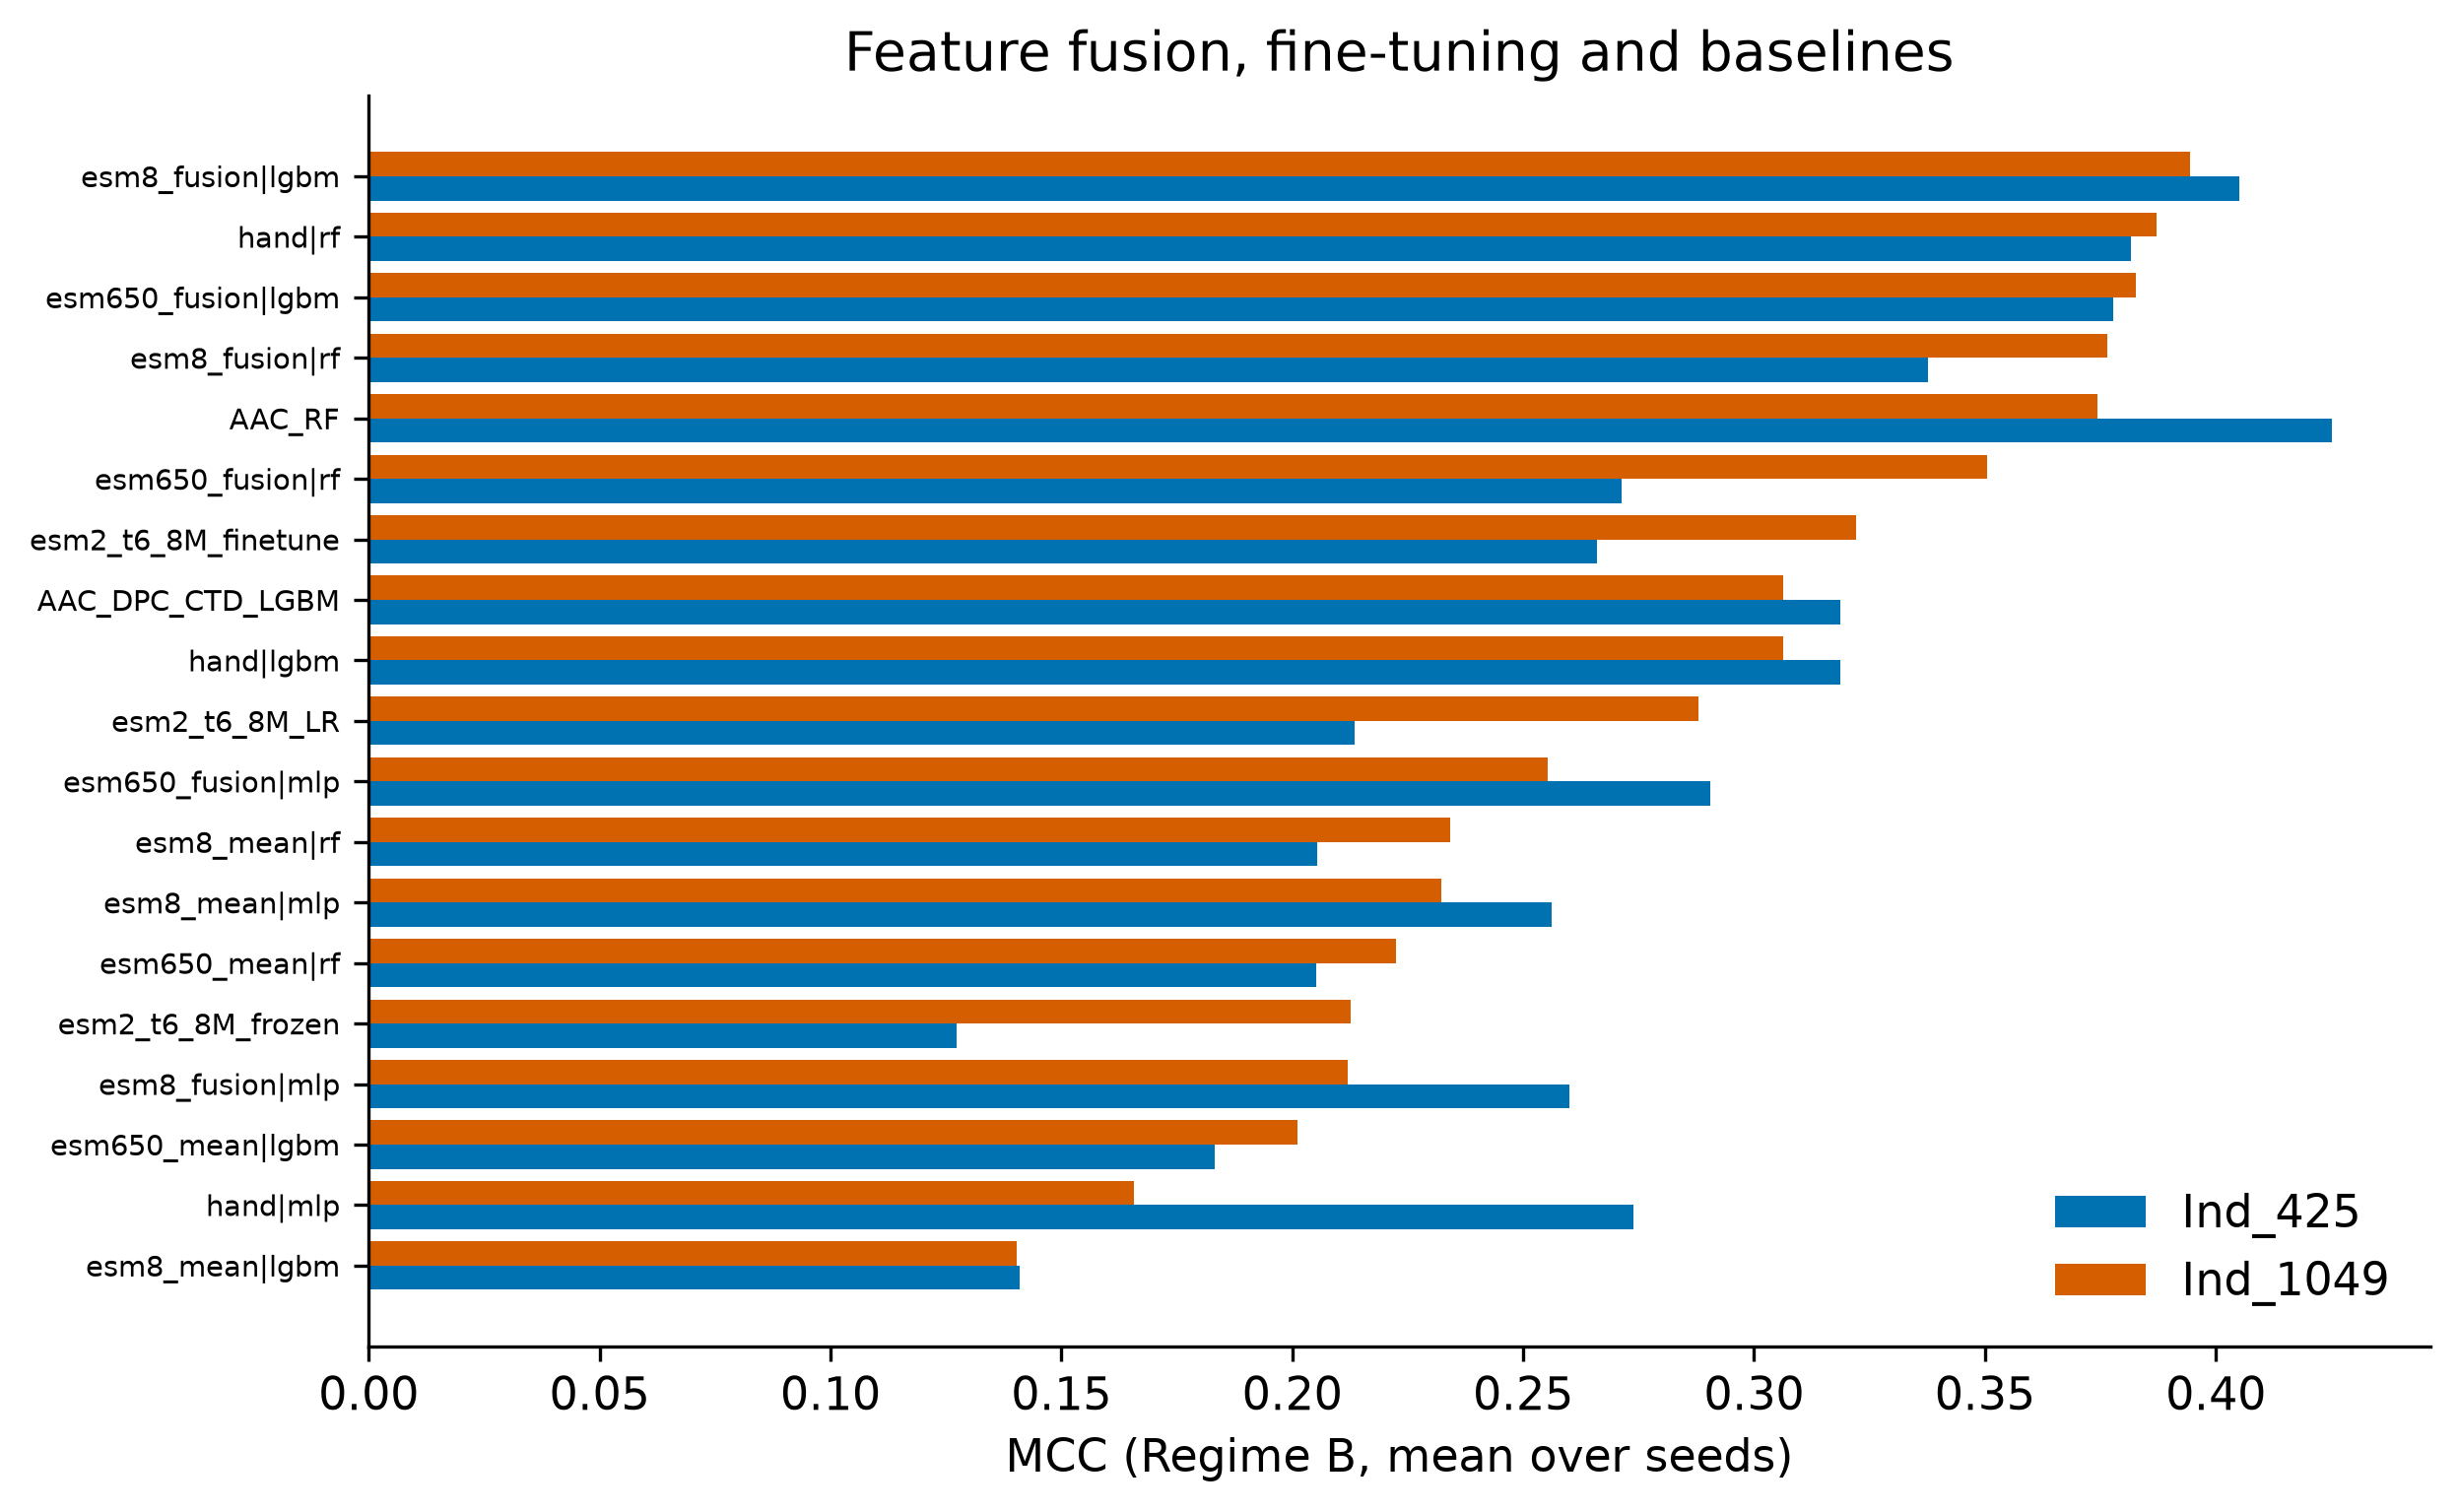 Feature fusion, fine-tuning and baselines
esm8_fusion|lgbm
hand|rf
esm650_fusion|lgbm
esm8_fusion|rf
AAC_RF
esm650_fusion|rf
esm2_t6_8M_finetune
AAC_DPC_CTD_LGBM
hand|lgbm
esm2_t6_8M_LR
esm650_fusion|mlp
esm8_mean|rf
esm8_mean|mlp
esm650_mean|rf
esm2_t6_8M_frozen
esm8_fusion|mlp
esm650_mean|lgbm
hand|mlp
esm8_mean|lgbm
Ind_425
Ind_1049
0.00 0.05 0.10 0.15 0.20 0.25 0.30 0.35 0.40
MCC (Regime B, mean over seeds)